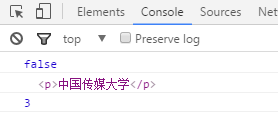 Elements Console Sources Net
top Preserve log
false
<p>中国传媒大学</p>
3